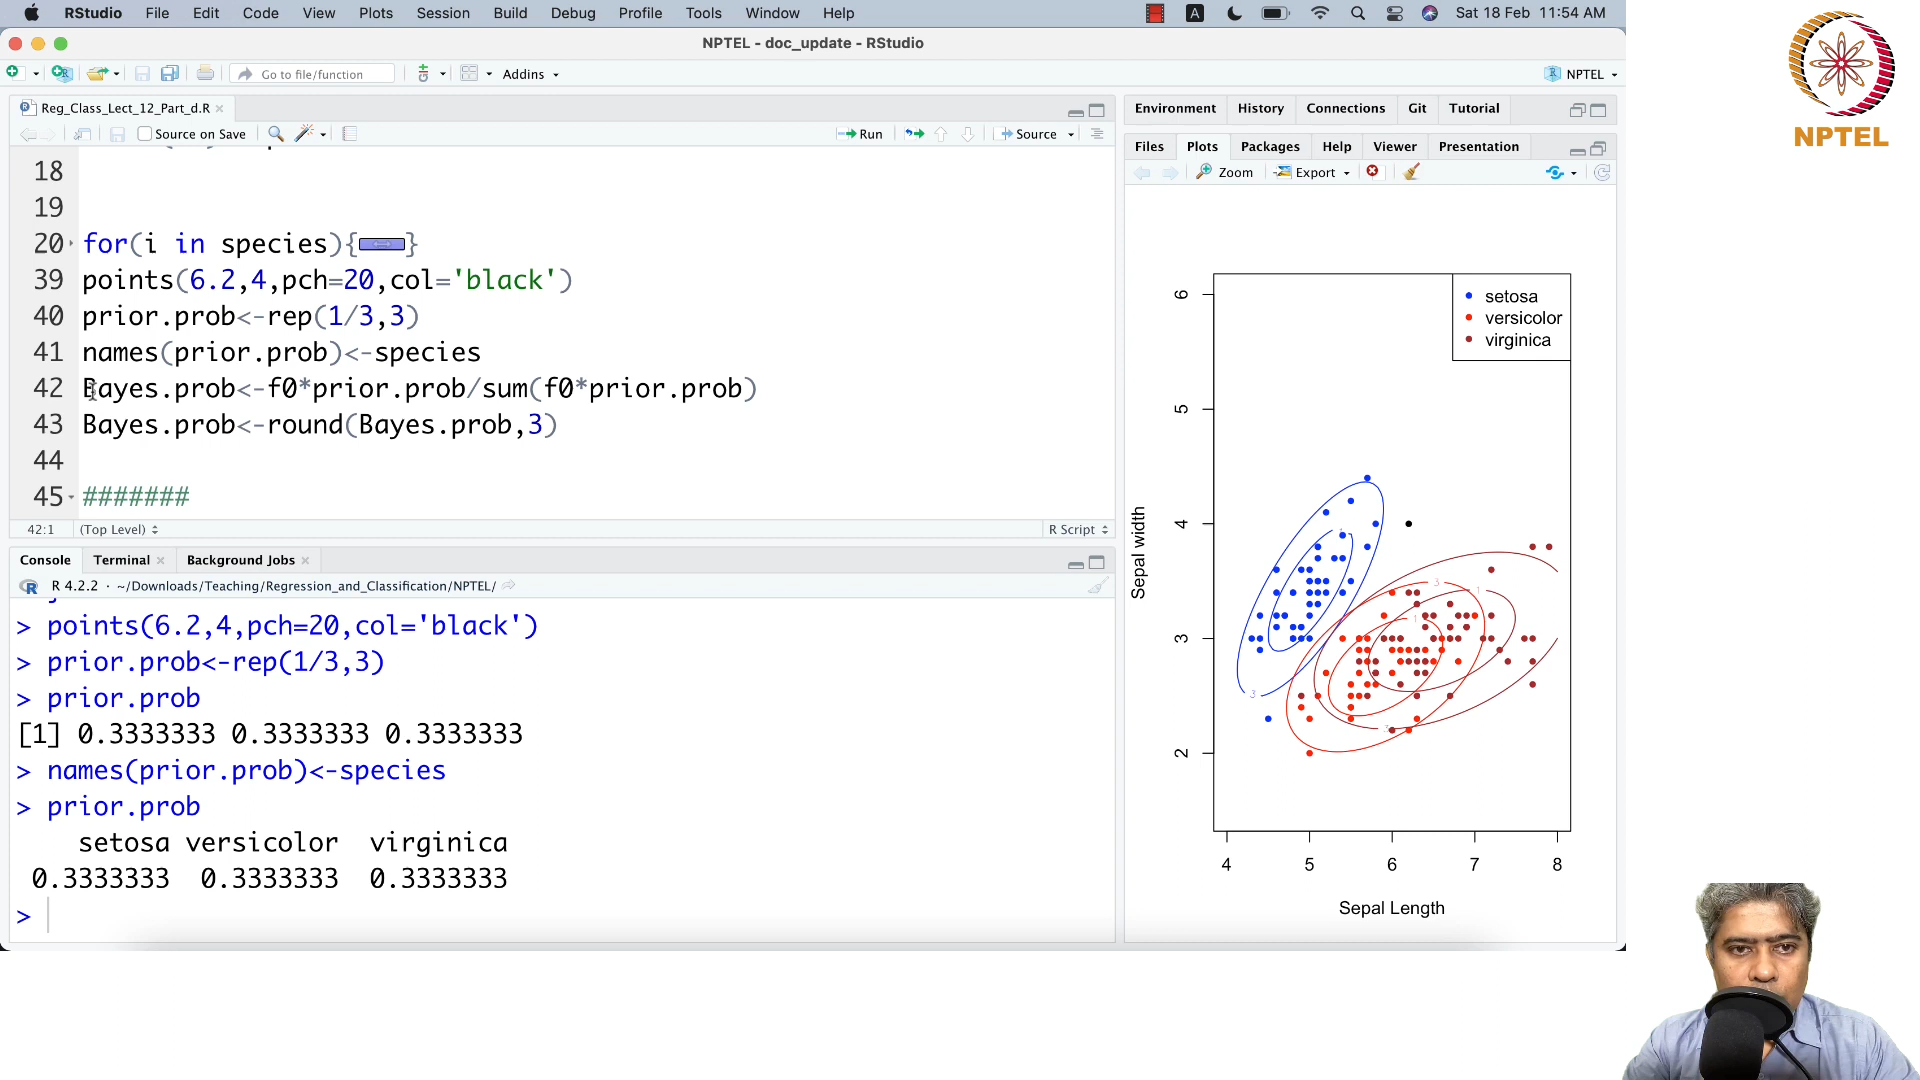 RStudio File Edit Code View Plots Session Build Debug Profile Tools Window Help A Sat 18 Feb 11:54 AM
NPTEL - doc_update - RStudio
Go to file/function Addins NPTEL
Reg_Class_Lect_12_Part_d.R
Source on Save Run Source
18
19
20 for(i in species){}
39 points(6.2,4,pch=20,col='black')
40 prior.prob<-rep(1/3,3)
41 names(prior.prob)<-species
42 Bayes.prob<-f0*prior.prob/sum(f0*prior.prob)
43 Bayes.prob<-round(Bayes.prob,3)
44
45 #######
42:1 (Top Level) R Script
Console Terminal Background Jobs
R 4.2.2 · ~/Downloads/Teaching/Regression_and_Classification/NPTEL/
> points(6.2,4,pch=20,col='black')
> prior.prob<-rep(1/3,3)
> prior.prob
[1] 0.3333333 0.3333333 0.3333333
> names(prior.prob)<-species
> prior.prob
setosa versicolor virginica
0.3333333 0.3333333 0.3333333
>
Environment History Connections Git Tutorial
Files Plots Packages Help Viewer Presentation
Zoom Export
setosa
versicolor
virginica
6
5
4
3
2
Sepal width
4 5 6 7 8
Sepal Length
NPTEL